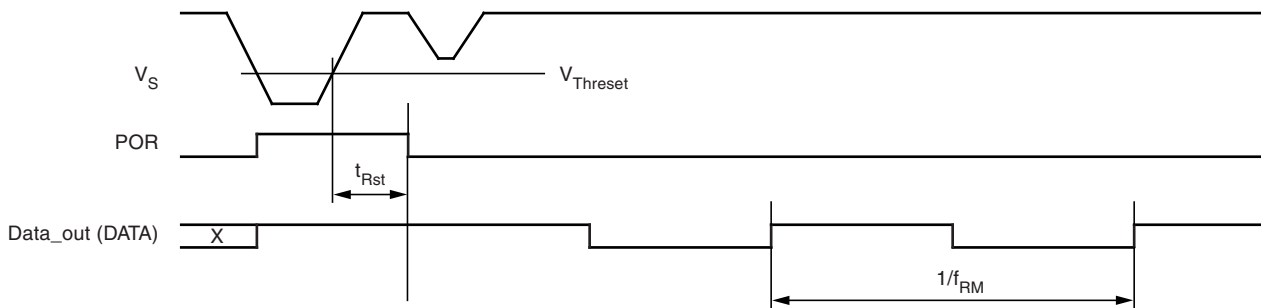 V_S
V_Threset
POR
t_Rst
Data_out (DATA)
X
1/f_RM